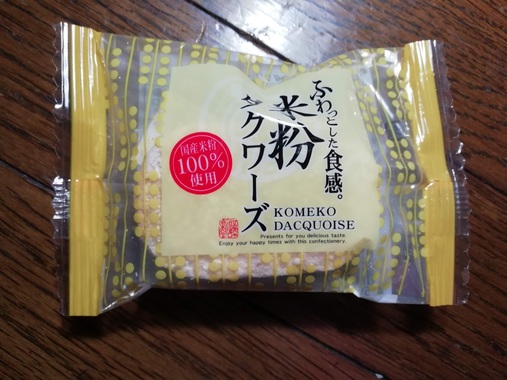 ふわっとした食感。
米粉
ダクワーズ
国産米粉
100%
使用
KOMEKO
DACQUOISE
Presents for you delicious taste.
Enjoy your happy times with this confectionery.